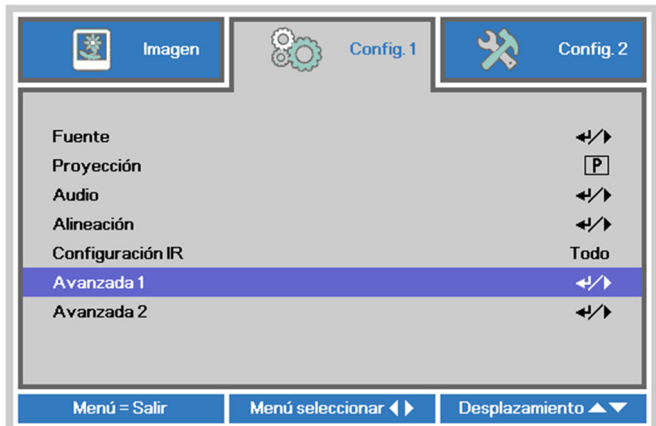 Imagen Config. 1 Config. 2
Fuente
Proyección P
Audio
Alineación
Configuración IR Todo
Avanzada 1
Avanzada 2
Menú = Salir Menú seleccionar Desplazamiento